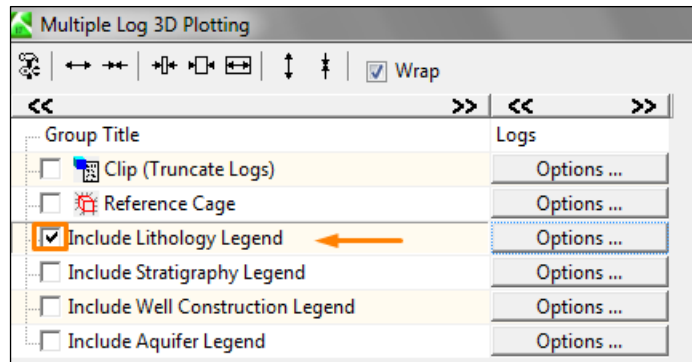 Multiple Log 3D Plotting
Wrap
<< >> << >>
Group Title Logs
Clip (Truncate Logs) Options ...
Reference Cage Options ...
Include Lithology Legend Options ...
Include Stratigraphy Legend Options ...
Include Well Construction Legend Options ...
Include Aquifer Legend Options ...